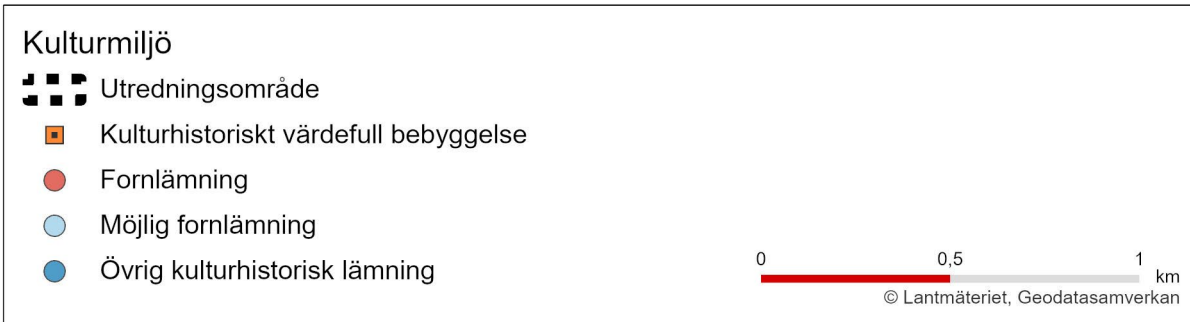 Kulturmiljö
Utredningsområde
Kulturhistoriskt värdefull bebyggelse
Fornlämning
Möjlig fornlämning
Övrig kulturhistorisk lämning
0 0,5 1
km
© Lantmäteriet, Geodatasamverkan